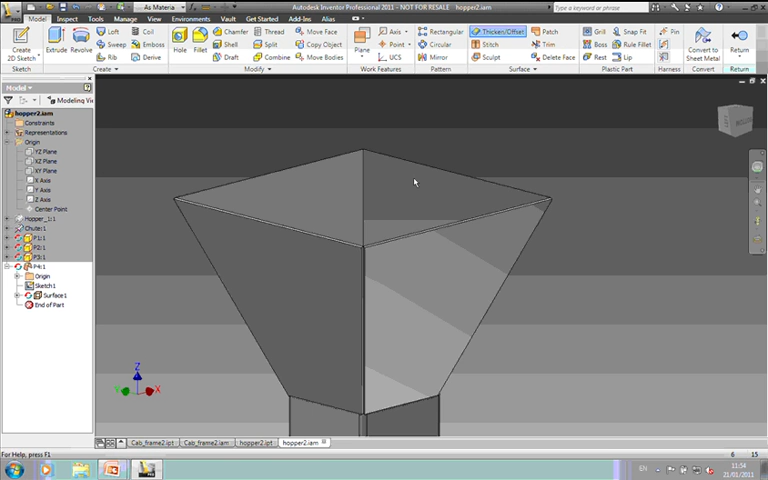 As Materia
Autodesk Inventor Professional 2011 - NOT FOR RESALE hopper2.iam
Type a keyword or phrase
Model Inspect Tools Manage View Environments Vault Get Started Add-Ins Alias
Create
2D Sketch
Extrude Revolve
Loft Coil
Sweep Emboss
Rib Derive
Hole Fillet
Chamfer Thread Move Face
Shell Split Copy Object
Draft Combine Move Bodies
Plane
Axis
Point
UCS
Rectangular
Circular
Mirror
Thicken/Offset Patch
Stitch Trim
Sculpt Delete Face
Grill Snap Fit
Boss Rule Fillet
Rest Lip
Harness
Convert to
Sheet Metal
Return
Sketch Create Modify Work Features Pattern Surface Plastic Part Harness Convert Return
Model
Modeling Vi
hopper2.iam
Constraints
Representations
Origin
YZ Plane
XZ Plane
XY Plane
X Axis
Y Axis
Z Axis
Center Point
Hopper_1:1
Chute:1
P1:1
P2:1
P3:1
P4:1
Origin
Sketch1
Surface1
End of Part
Z
Y
X
Cab_frame2.ipt Cab_frame2.iam hopper2.ipt hopper2.iam
For Help, press F1
6 15
EN
11:54
21/01/2011